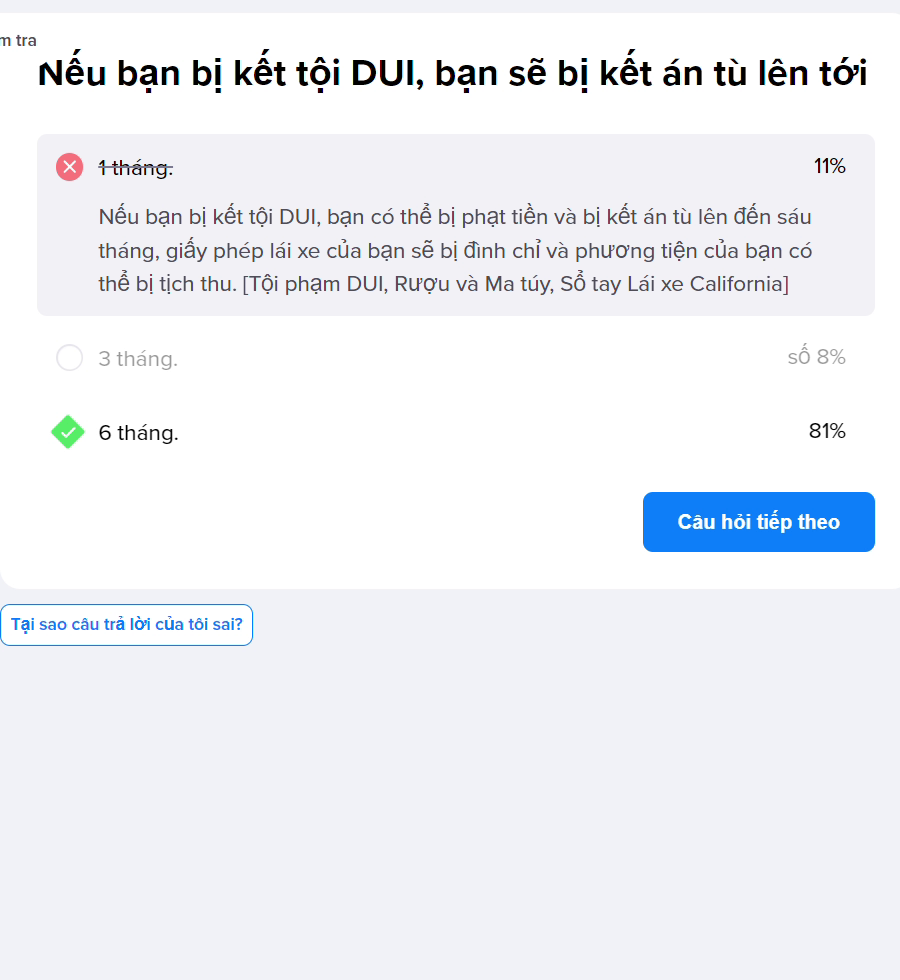 m tra
Nếu bạn bị kết tội DUI, bạn sẽ bị kết án tù lên tới
1 tháng. 11%
Nếu bạn bị kết tội DUI, bạn có thể bị phạt tiền và bị kết án tù lên đến sáu
tháng, giấy phép lái xe của bạn sẽ bị đình chỉ và phương tiện của bạn có
thể bị tịch thu. [Tội phạm DUI, Rượu và Ma túy, Sổ tay Lái xe California]
3 tháng. số 8%
6 tháng. 81%
Câu hỏi tiếp theo
Tại sao câu trả lời của tôi sai?